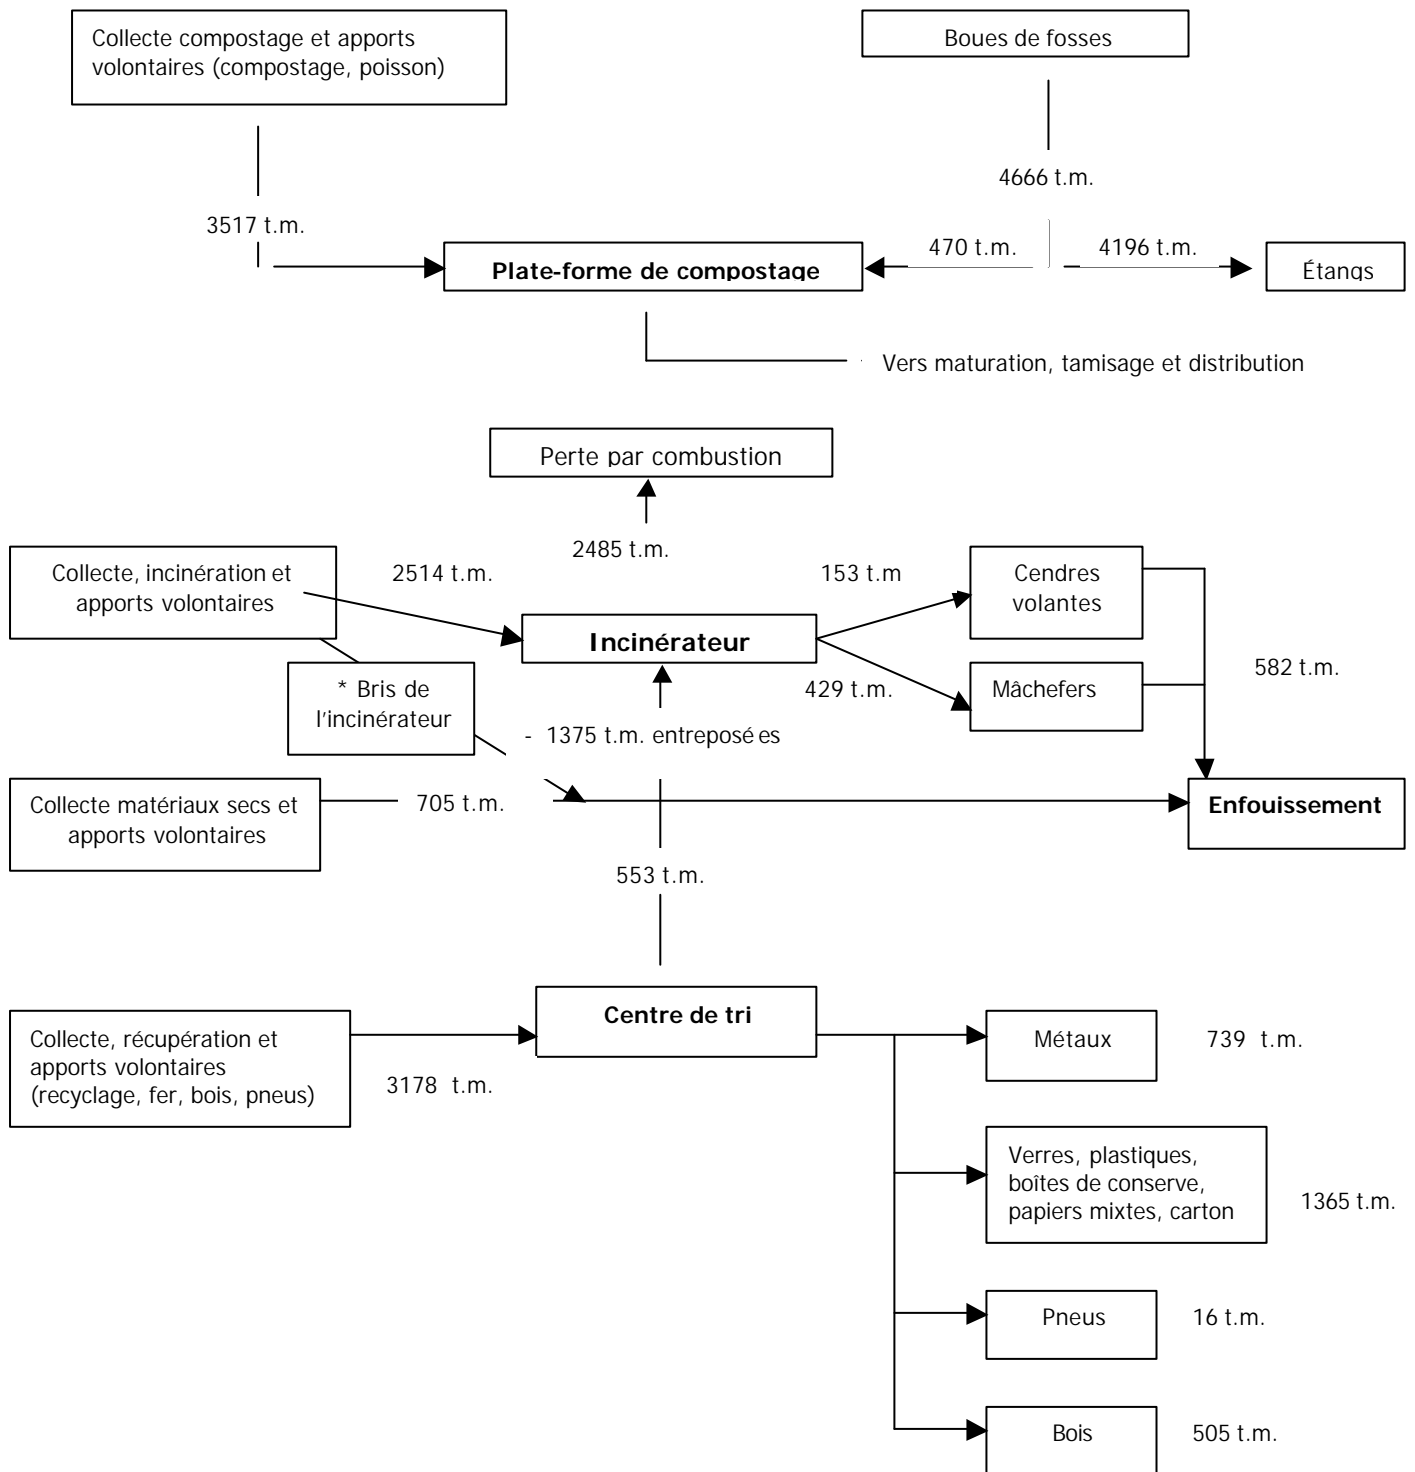 Collecte compostage et apports
volontaires (compostage, poisson)
Boues de fosses
4666 t.m.
3517 t.m.
470 t.m.
4196 t.m.
Plate-forme de compostage
Étangs
Vers maturation, tamisage et distribution
Perte par combustion
2485 t.m.
Collecte, incinération et
apports volontaires
2514 t.m.
153 t.m
Cendres
volantes
Incinérateur
582 t.m.
* Bris de
l'incinérateur
429 t.m.
Mâchefers
- 1375 t.m. entreposées
Collecte matériaux secs et
apports volontaires
705 t.m.
Enfouissement
553 t.m.
Centre de tri
Collecte, récupération et
apports volontaires
(recyclage, fer, bois, pneus)
3178 t.m.
Métaux
739 t.m.
Verres, plastiques,
boîtes de conserve,
papiers mixtes, carton
1365 t.m.
Pneus
16 t.m.
Bois
505 t.m.